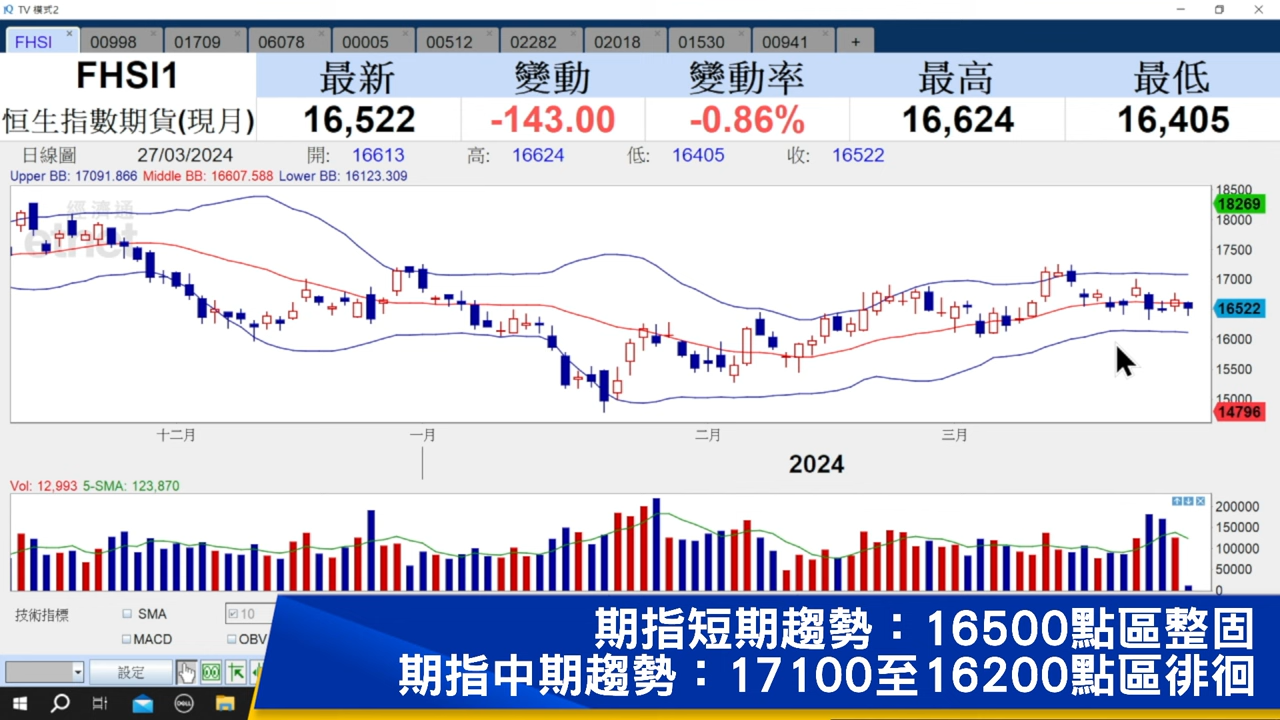 TV 模式2
FHSI 00998 01709 06078 00005 00512 02282 02018 01530 00941 +
FHSI1 最新 變動 變動率 最高 最低
恒生指數期貨(現月) 16,522 -143.00 -0.86% 16,624 16,405
日線圖 27/03/2024 開: 16613 高: 16624 低: 16405 收: 16522
Upper BB: 17091.866 Middle BB: 16607.588 Lower BB: 16123.309
經濟通
etnet
18500
18269
18000
17500
17000
16522
16000
15500
15000
14796
十二月 一月 二月 三月
2024
Vol: 12,993 5-SMA: 123,870
200000
150000
100000
50000
0
技術指標 SMA 10
MACD OBV
設定
期指短期趨勢：16500點區整固
期指中期趨勢：17100至16200點區徘徊
DELL